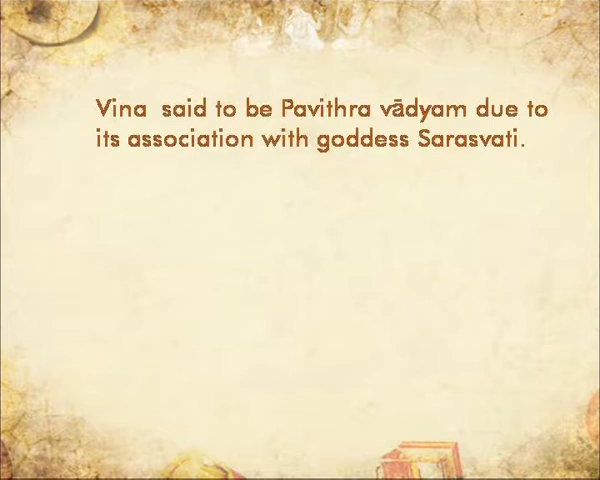 Vina said to be Pavithra vādyam due to
its association with goddess Sarasvati.